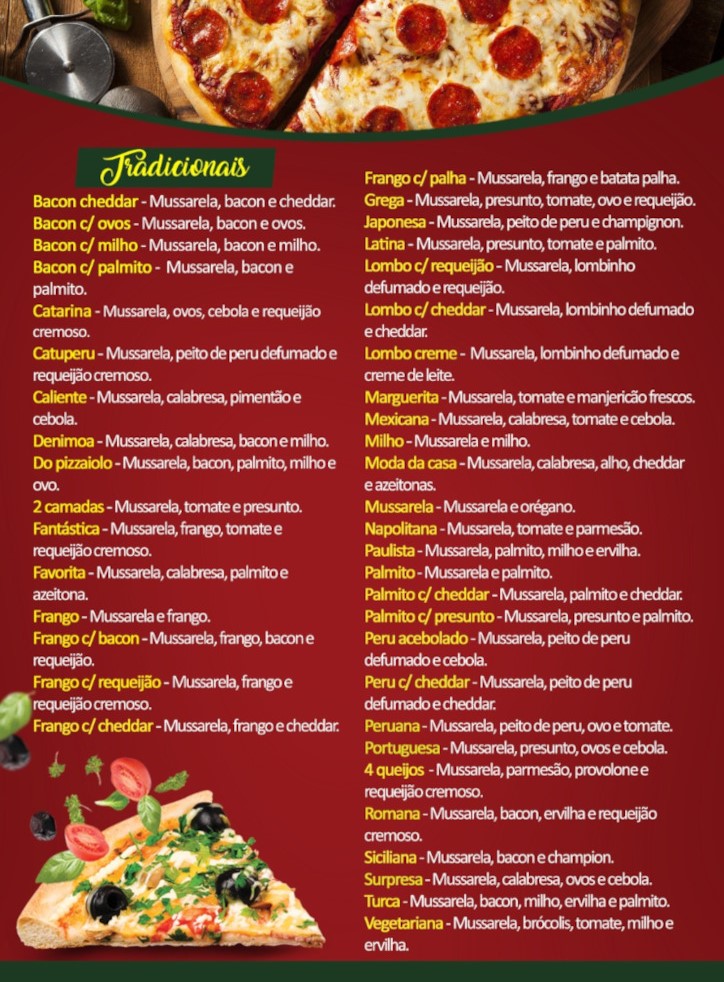 Tradicionais
Bacon cheddar - Mussarela, bacon e cheddar.
Bacon c/ ovos - Mussarela, bacon e ovos.
Bacon c/ milho - Mussarela, bacon e milho.
Bacon c/ palmito - Mussarela, bacon e
palmito.
Catarina - Mussarela, ovos, cebola e requeijão
cremoso.
Catuperu - Mussarela, peito de peru defumado e
requeijão cremoso.
Caliente - Mussarela, calabresa, pimentão e
cebola.
Denimoa - Mussarela, calabresa, bacon e milho.
Do pizzaiolo - Mussarela, bacon, palmito, milho e
ovo.
2 camadas - Mussarela, tomate e presunto.
Fantástica - Mussarela, frango, tomate e
requeijão cremoso.
Favorita - Mussarela, calabresa, palmito e
azeitona.
Frango - Mussarela e frango.
Frango c/ bacon - Mussarela, frango, bacon e
requeijão.
Frango c/ requeijão - Mussarela, frango e
requeijão cremoso.
Frango c/ cheddar - Mussarela, frango e cheddar.
Frango c/ palha - Mussarela, frango e batata palha.
Grega - Mussarela, presunto, tomate, ovo e requeijão.
Japonesa - Mussarela, peito de peru e champignon.
Latina - Mussarela, presunto, tomate e palmito.
Lombo c/ requeijão - Mussarela, lombinho
defumado e requeijão.
Lombo c/ cheddar - Mussarela, lombinho defumado
e cheddar.
Lombo creme - Mussarela, lombinho defumado e
creme de leite.
Marguerita - Mussarela, tomate e manjericão frescos.
Mexicana - Mussarela, calabresa, tomate e cebola.
Milho - Mussarela e milho.
Moda da casa - Mussarela, calabresa, alho, cheddar
e azeitonas.
Mussarela - Mussarela e orégano.
Napolitana - Mussarela, tomate e parmesão.
Paulista - Mussarela, palmito, milho e ervilha.
Palmito - Mussarela e palmito.
Palmito c/ cheddar - Mussarela, palmito e cheddar.
Palmito c/ presunto - Mussarela, presunto e palmito.
Peru acebolado - Mussarela, peito de peru
defumado e cebola.
Peru c/ cheddar - Mussarela, peito de peru
defumado e cheddar.
Peruana - Mussarela, peito de peru, ovo e tomate.
Portuguesa - Mussarela, presunto, ovos e cebola.
4 queijos - Mussarela, parmesão, provolone e
requeijão cremoso.
Romana - Mussarela, bacon, ervilha e requeijão
cremoso.
Siciliana - Mussarela, bacon e champion.
Surpresa - Mussarela, calabresa, ovos e cebola.
Turca - Mussarela, bacon, milho, ervilha e palmito.
Vegetariana - Mussarela, brócolis, tomate, milho e
ervilha.